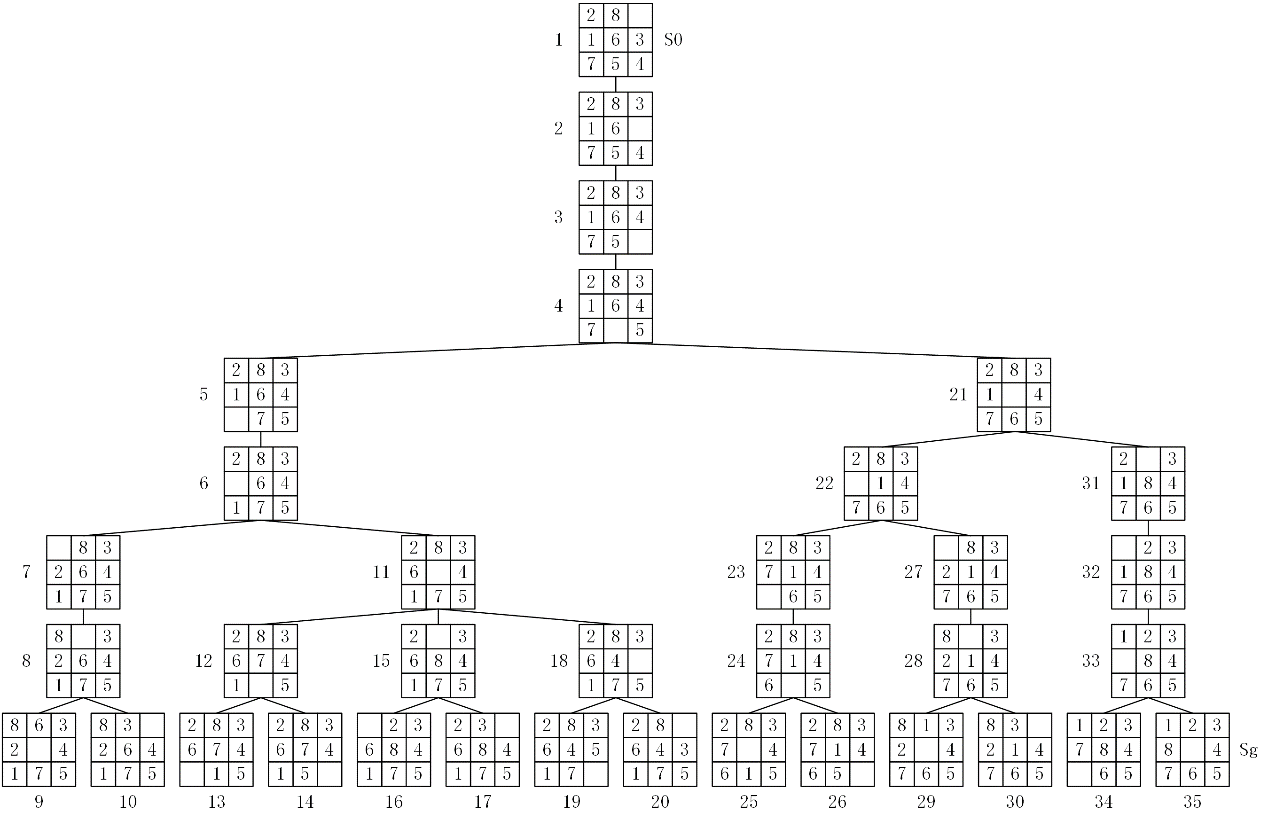 2 8
1 1 6 3 S0
7 5 4
2 8 3
2 1 6
7 5 4
2 8 3
3 1 6 4
7 5
2 8 3
4 1 6 4
7 5
2 8 3 2 8 3
5 1 6 4 21 1 4
7 5 7 6 5
2 8 3 2 8 3 2 3
6 6 4 22 1 4 31 1 8 4
1 7 5 7 6 5 7 6 5
8 3 2 8 3 2 8 3 8 3 2 3
7 2 6 4 11 6 4 23 7 1 4 27 2 1 4 32 1 8 4
1 7 5 1 7 5 6 5 7 6 5 7 6 5
8 3 2 8 3 2 3 2 8 3 2 8 3 8 3 1 2 3
8 2 6 4 12 6 7 4 15 6 8 4 18 6 4 24 7 1 4 28 2 1 4 33 8 4
1 7 5 1 5 1 7 5 1 7 5 6 5 7 6 5 7 6 5
8 6 3 8 3 2 8 3 2 8 3 2 3 2 3 2 8 3 2 8 2 8 3 2 8 3 8 1 3 8 3 1 2 3 1 2 3
2 4 2 6 4 6 7 4 6 7 4 6 8 4 6 8 4 6 4 5 6 4 3 7 4 7 1 4 2 4 2 1 4 7 8 4 8 4 Sg
1 7 5 1 7 5 1 5 1 5 1 7 5 1 7 5 1 7 1 7 5 6 1 5 6 5 7 6 5 7 6 5 6 5 7 6 5
9 10 13 14 16 17 19 20 25 26 29 30 34 35